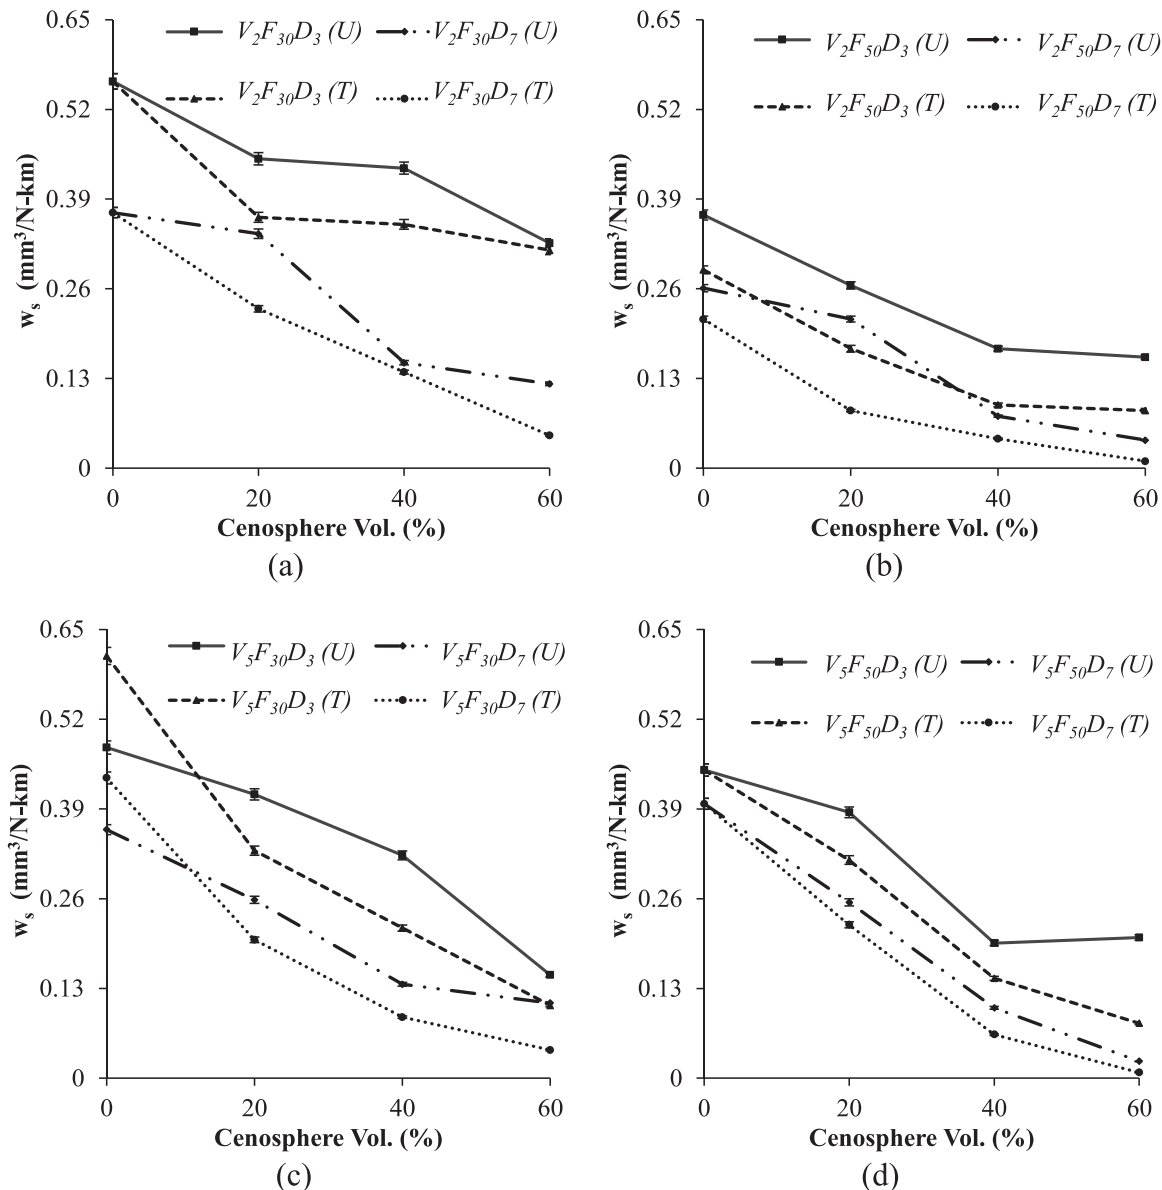 0.65
V₂F₃₀D₃ (U) V₂F₃₀D₇ (U)
V₂F₃₀D₃ (T) V₂F₃₀D₇ (T)
0.52
0.39
0.26
0.13
0
wₛ (mm³/N-km)
0 20 40 60
Cenosphere Vol. (%)
(a)
0.65
V₂F₅₀D₃ (U) V₂F₅₀D₇ (U)
V₂F₅₀D₃ (T) V₂F₅₀D₇ (T)
0.52
0.39
0.26
0.13
0
wₛ (mm³/N-km)
0 20 40 60
Cenosphere Vol. (%)
(b)
0.65
V₅F₃₀D₃ (U) V₅F₃₀D₇ (U)
V₅F₃₀D₃ (T) V₅F₃₀D₇ (T)
0.52
0.39
0.26
0.13
0
wₛ (mm³/N-km)
0 20 40 60
Cenosphere Vol. (%)
(c)
0.65
V₅F₅₀D₃ (U) V₅F₅₀D₇ (U)
V₅F₅₀D₃ (T) V₅F₅₀D₇ (T)
0.52
0.39
0.26
0.13
0
wₛ (mm³/N-km)
0 20 40 60
Cenosphere Vol. (%)
(d)